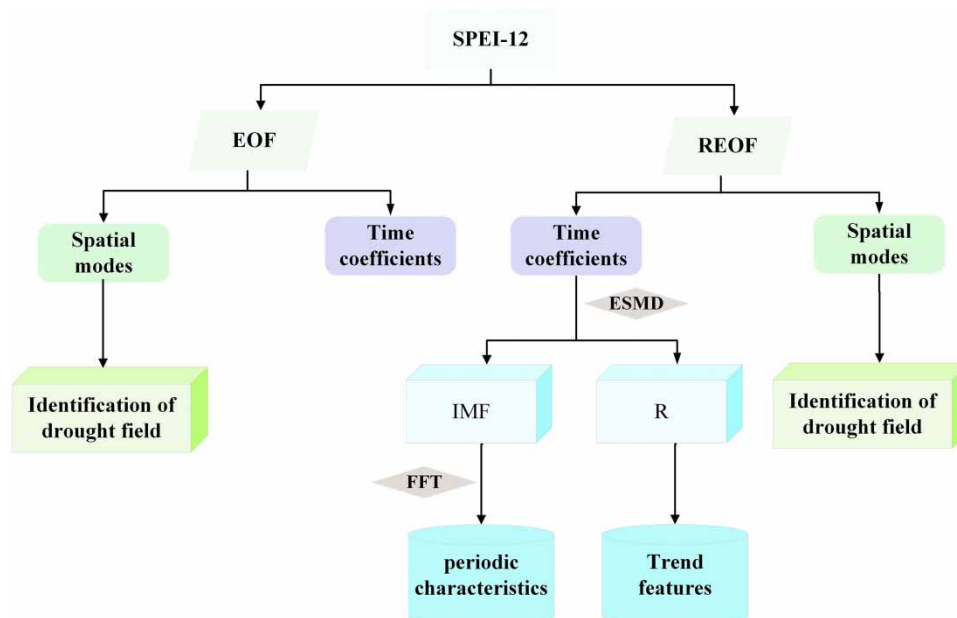 SPEI-12
EOF
REOF
Spatial
modes
Time
coefficients
Time
coefficients
Spatial
modes
ESMD
Identification of
drought field
IMF
R
Identification of
drought field
FFT
periodic
characteristics
Trend
features